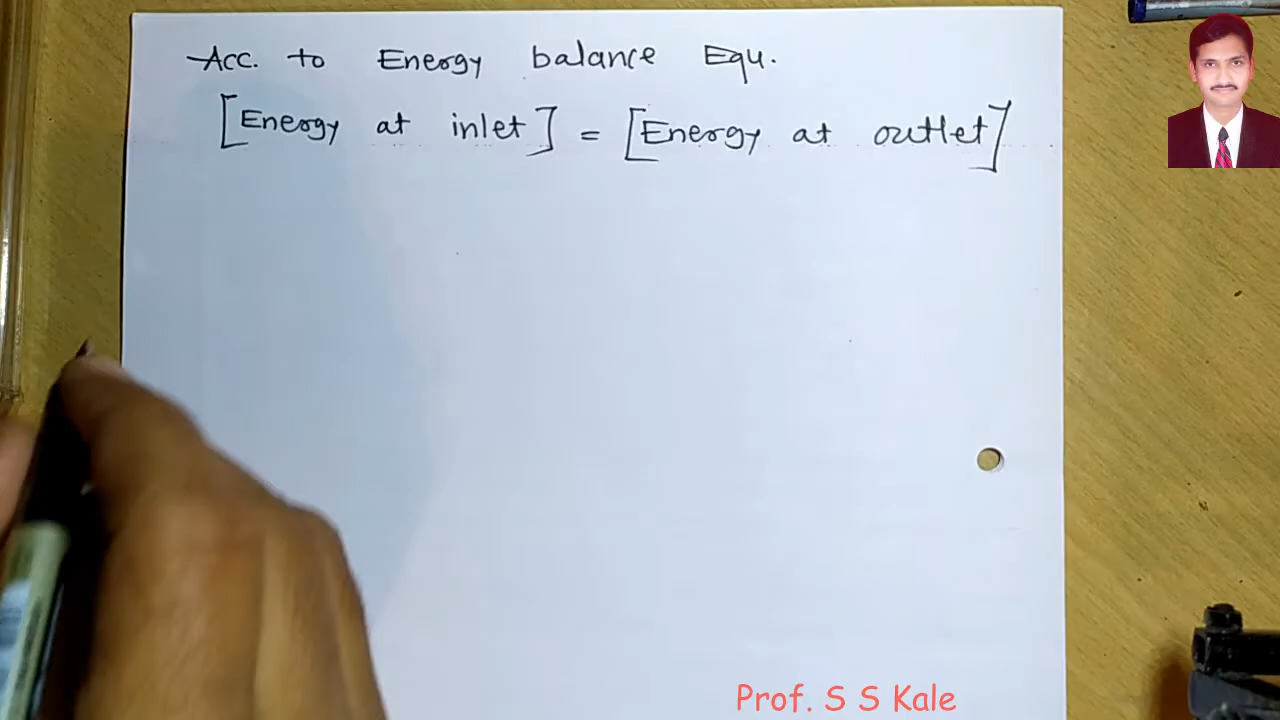 Acc. to Energy balance Equ.
[Energy at inlet] = [Energy at outlet]
Prof. S S Kale